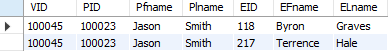 VID PID Pfname Plname EID EFname ELname
100045 100023 Jason Smith 118 Byron Graves
100045 100023 Jason Smith 217 Terrence Hale